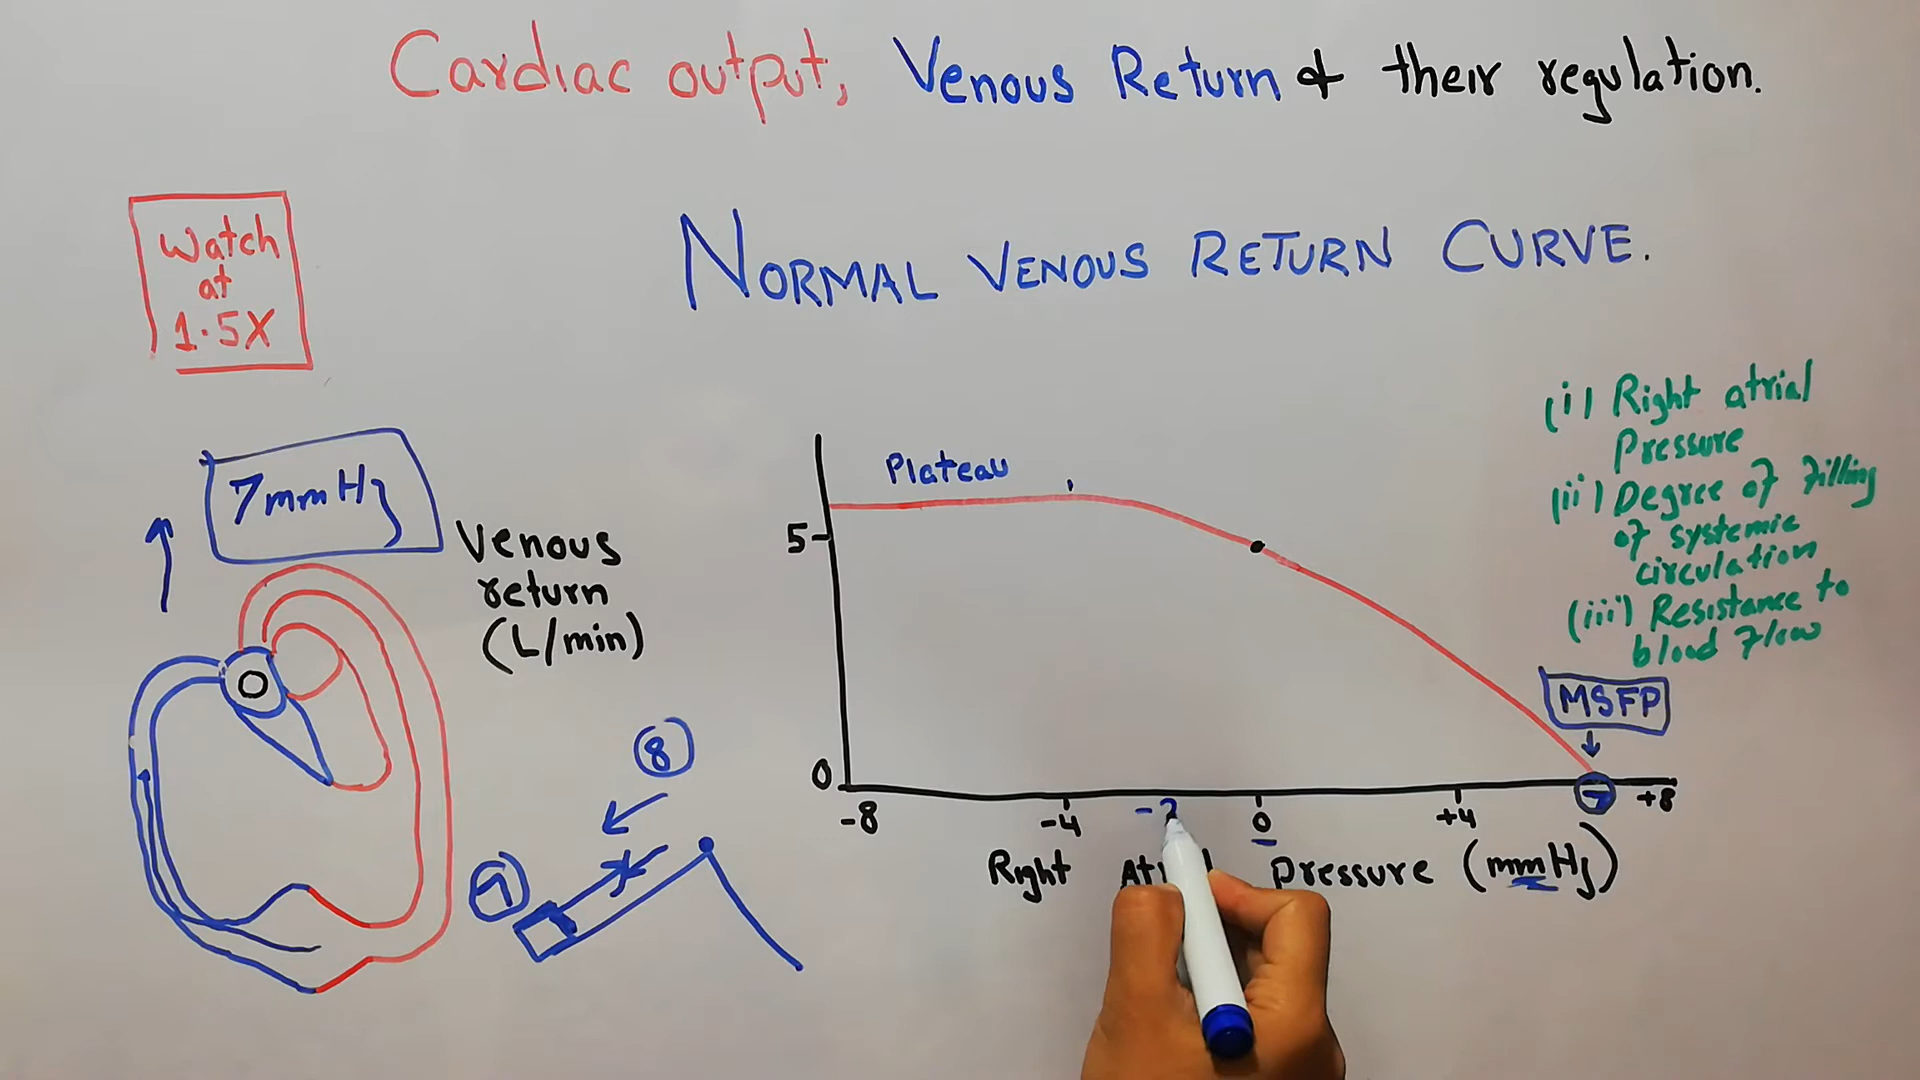 Cardiac output, Venous Return & their regulation.
Watch
at
1.5X
NORMAL VENOUS RETURN CURVE.
(i) Right atrial
Pressure
(ii) Degree of filling
of systemic
circulation
(iii) Resistance to
blood flow
7mmHg
Venous
return
(L/min)
Plateau
5
0
MSFP
-8
-4
-2
0
+4
7
+8
Right
Pressure (mmHg)
8
7